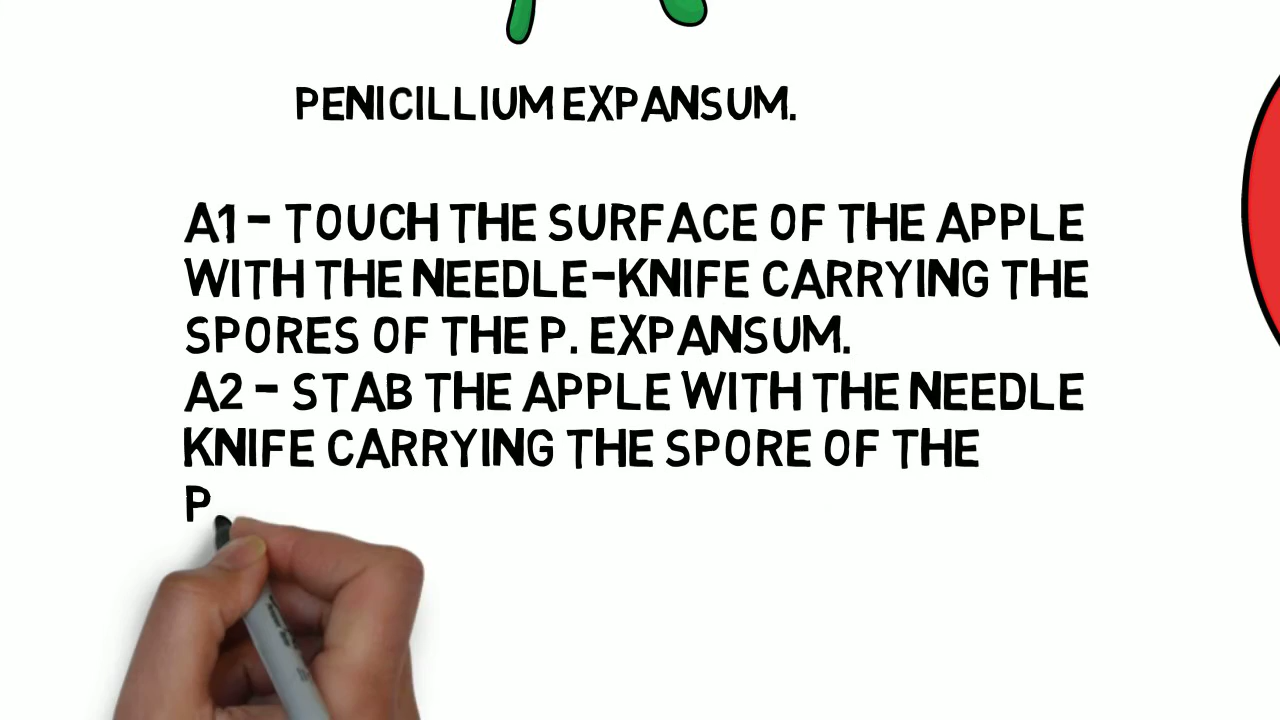 PENICILLIUM EXPANSUM.
A1 - TOUCH THE SURFACE OF THE APPLE
WITH THE NEEDLE-KNIFE CARRYING THE
SPORES OF THE P. EXPANSUM.
A2 - STAB THE APPLE WITH THE NEEDLE
KNIFE CARRYING THE SPORE OF THE
P.